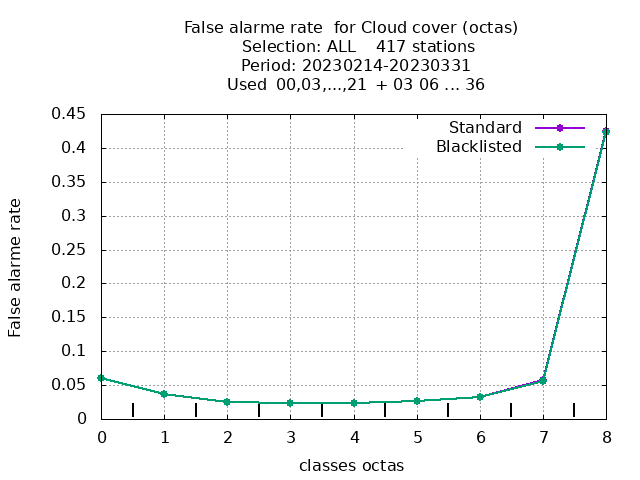 False alarme rate  for Cloud cover (octas)
Selection: ALL    417 stations
Period: 20230214-20230331
Used  00,03,...,21  + 03 06 ... 36
Standard
Blacklisted
False alarme rate
0.45
0.4
0.35
0.3
0.25
0.2
0.15
0.1
0.05
0
0 1 2 3 4 5 6 7 8
classes octas